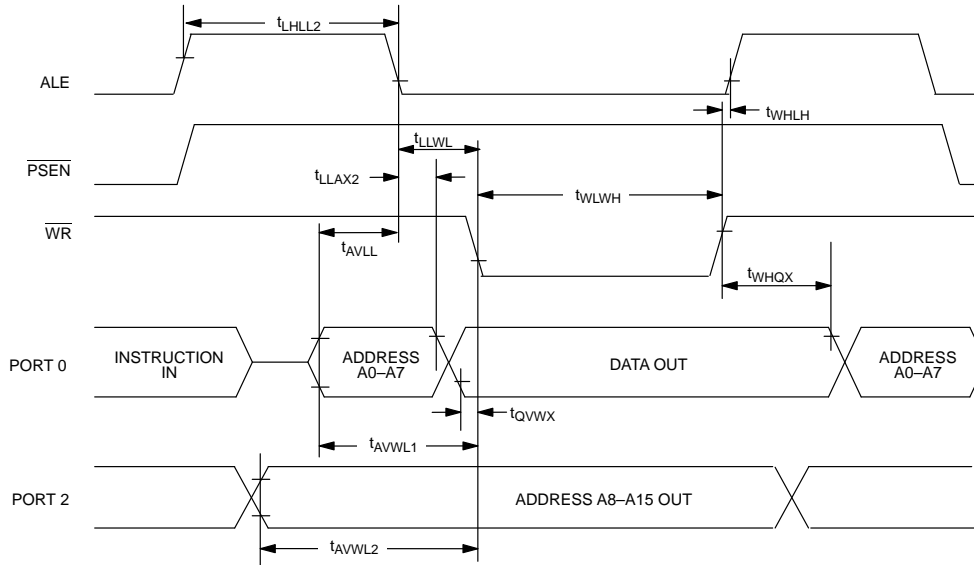 tLHLL2
ALE
tWHLH
tLLWL
PSEN
tLLAX2
tWLWH
WR
tAVLL
tWHQX
PORT 0
INSTRUCTION
IN
ADDRESS
A0–A7
DATA OUT
ADDRESS
A0–A7
tQVWX
tAVWL1
PORT 2
ADDRESS A8–A15 OUT
tAVWL2